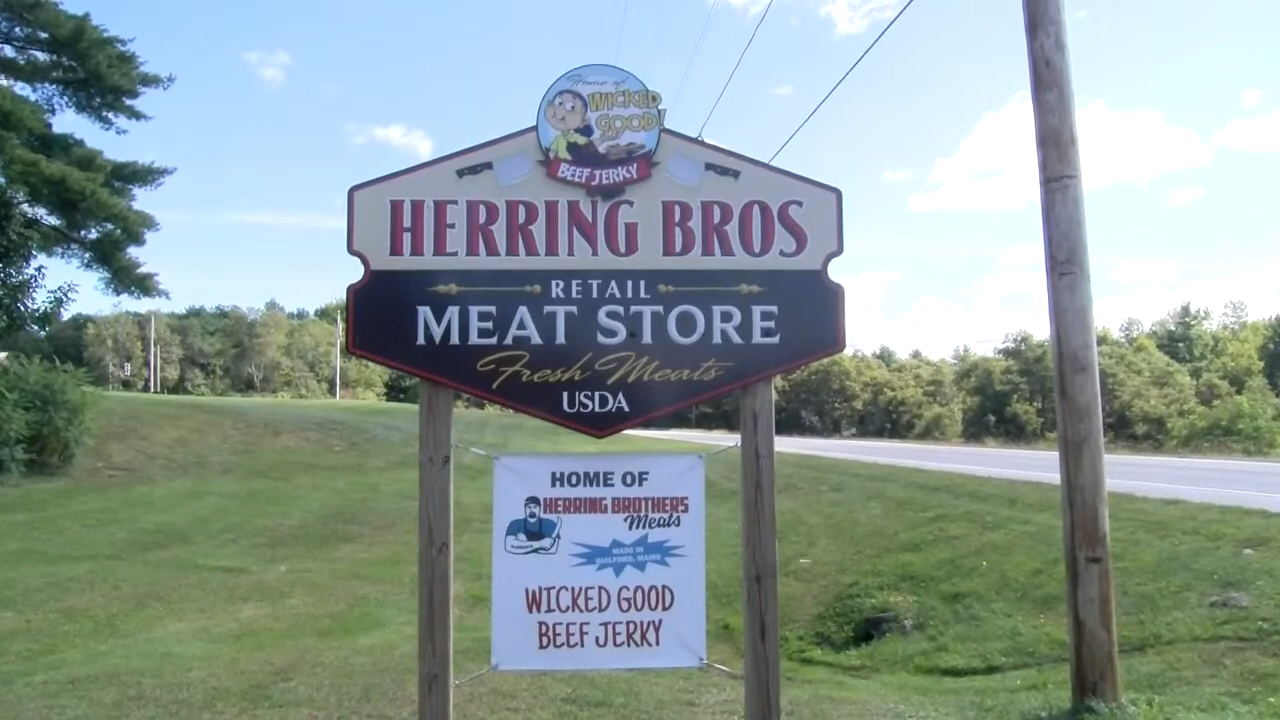 Home of
WICKED
GOOD!
BEEF JERKY
HERRING BROS
RETAIL
MEAT STORE
Fresh Meats
USDA
HOME OF
HERRING BROTHERS
Meats
MADE IN
GUILFORD, MAINE
WICKED GOOD
BEEF JERKY